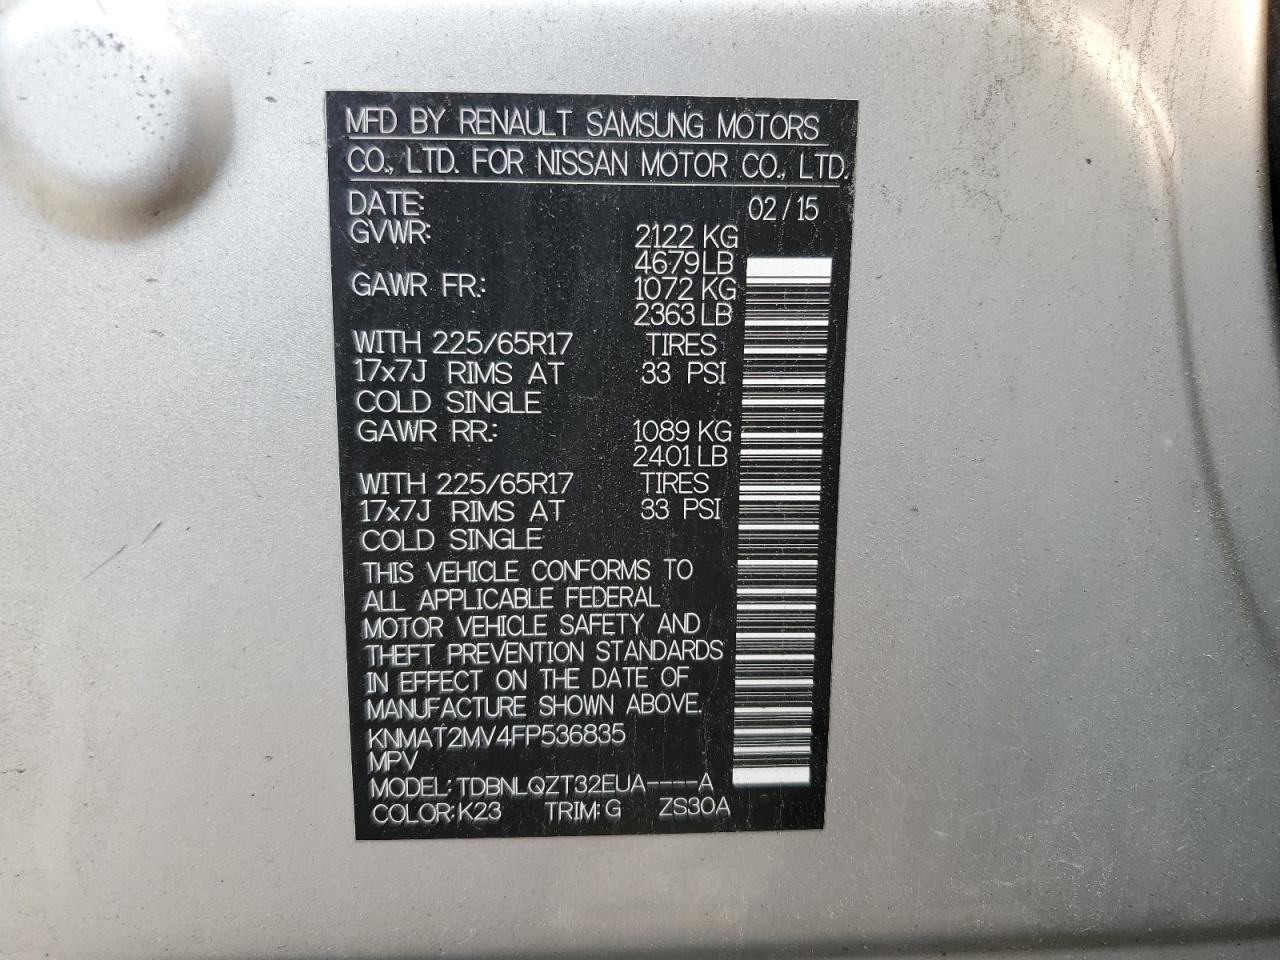 MFD BY RENAULT SAMSUNG MOTORS
CO., LTD. FOR NISSAN MOTOR CO., LTD.
DATE: 02/15
GVWR: 2122 KG
4679LB
GAWR FR.: 1072 KG
2363LB
WITH 225/65R17 TIRES
17x7J RIMS AT 33 PSI
COLD SINGLE
GAWR RR.: 1089 KG
2401LB
WITH 225/65R17 TIRES
17x7J RIMS AT 33 PSI
COLD SINGLE
THIS VEHICLE CONFORMS TO
ALL APPLICABLE FEDERAL
MOTOR VEHICLE SAFETY AND
THEFT PREVENTION STANDARDS
IN EFFECT ON THE DATE OF
MANUFACTURE SHOWN ABOVE.
KNMAT2MV4FP536835
MPV
MODEL: TDBNLQZT32EUA----A
COLOR: K23 TRIM: G ZS30A